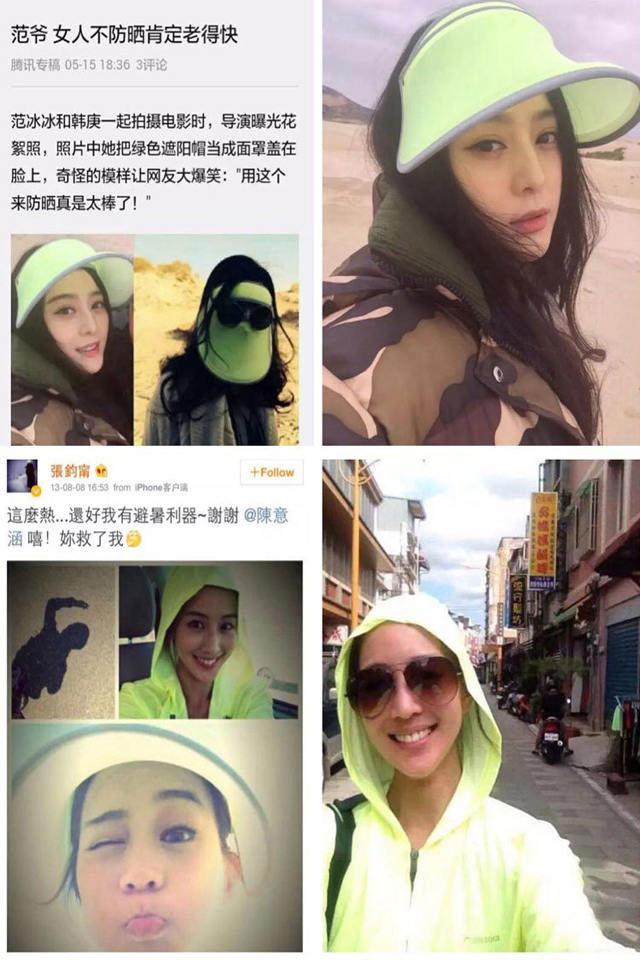 范爷 女人不防晒肯定老得快
腾讯专稿 05-15 18:36 3评论
范冰冰和韩庚一起拍摄电影时，导演曝光花
絮照，照片中她把绿色遮阳帽当成面罩盖在
脸上，奇怪的模样让网友大爆笑："用这个
来防晒真是太棒了！"
張鈞甯
+Follow
13-08-08 16:53 from iPhone客户端
這麼熱...還好我有避暑利器~謝謝 @陳意
涵 嘻！妳救了我